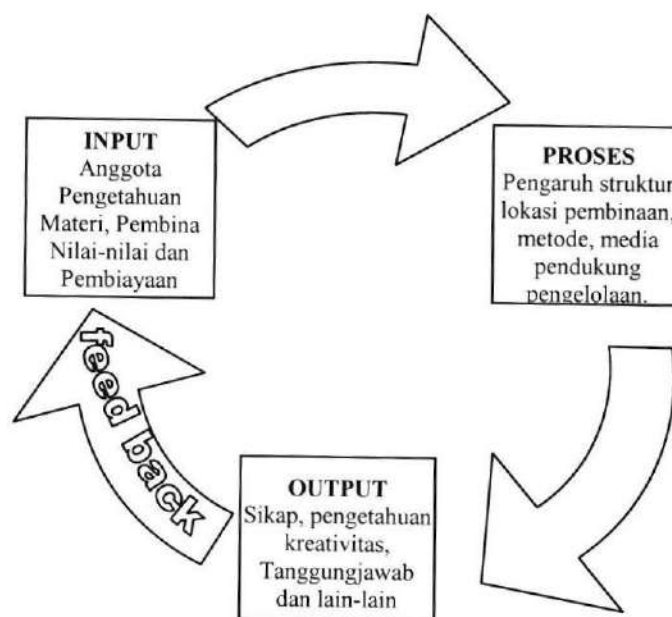 INPUT
Anggota
Pengetahuan
Materi, Pembina
Nilai-nilai dan
Pembiayaan
PROSES
Pengaruh struktur
lokasi pembinaan,
metode, media
pendukung
pengelolaan.
OUTPUT
Sikap, pengetahuan
kreativitas,
Tanggungjawab
dan lain-lain
feed back